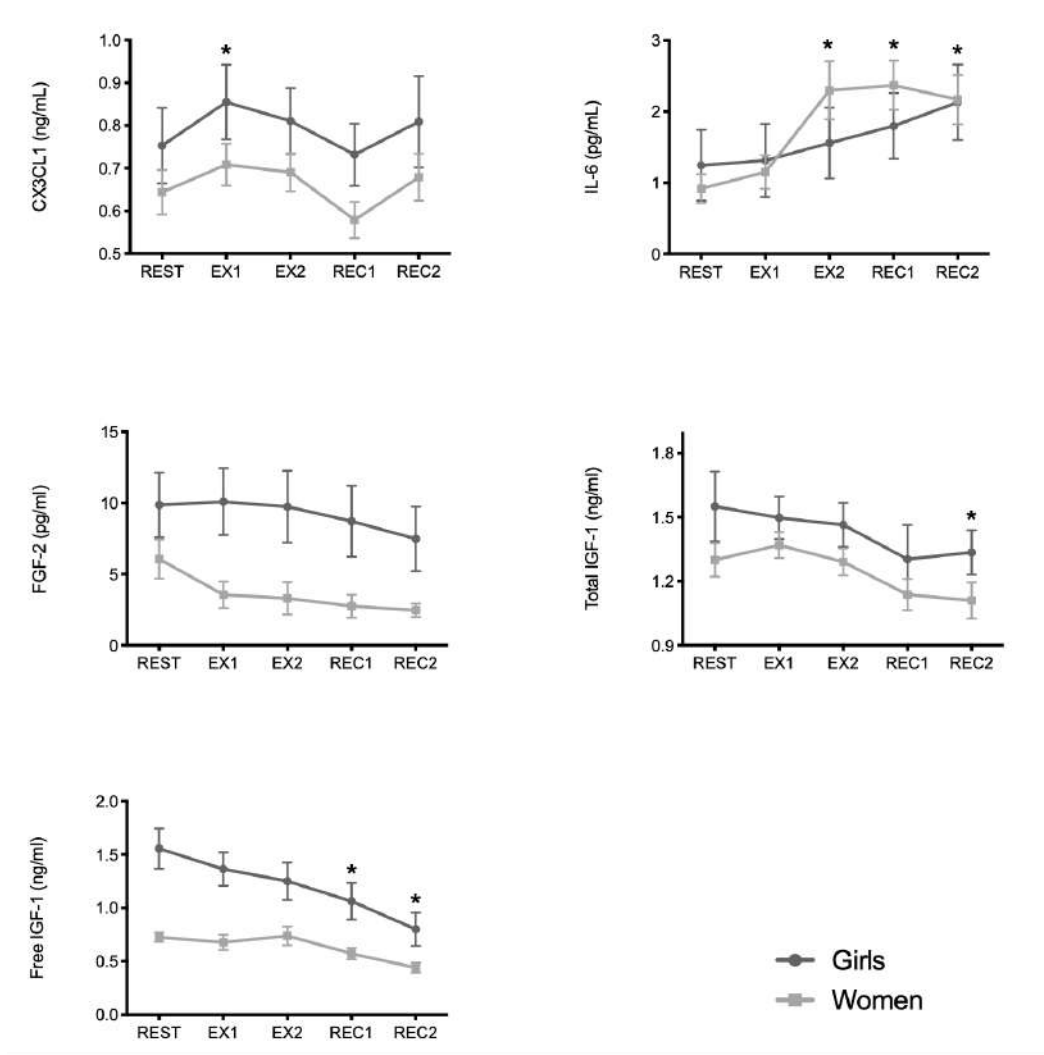 CX3CL1 (ng/mL)
1.0
0.9
0.8
0.7
0.6
0.5
*
REST EX1 EX2 REC1 REC2
IL-6 (pg/mL)
3
2
1
0
* * *
REST EX1 EX2 REC1 REC2
FGF-2 (pg/ml)
15
10
5
0
REST EX1 EX2 REC1 REC2
Total IGF-1 (ng/ml)
1.8
1.5
1.2
0.9
*
REST EX1 EX2 REC1 REC2
Free IGF-1 (ng/ml)
2.0
1.5
1.0
0.5
0.0
*
*
REST EX1 EX2 REC1 REC2
Girls
Women